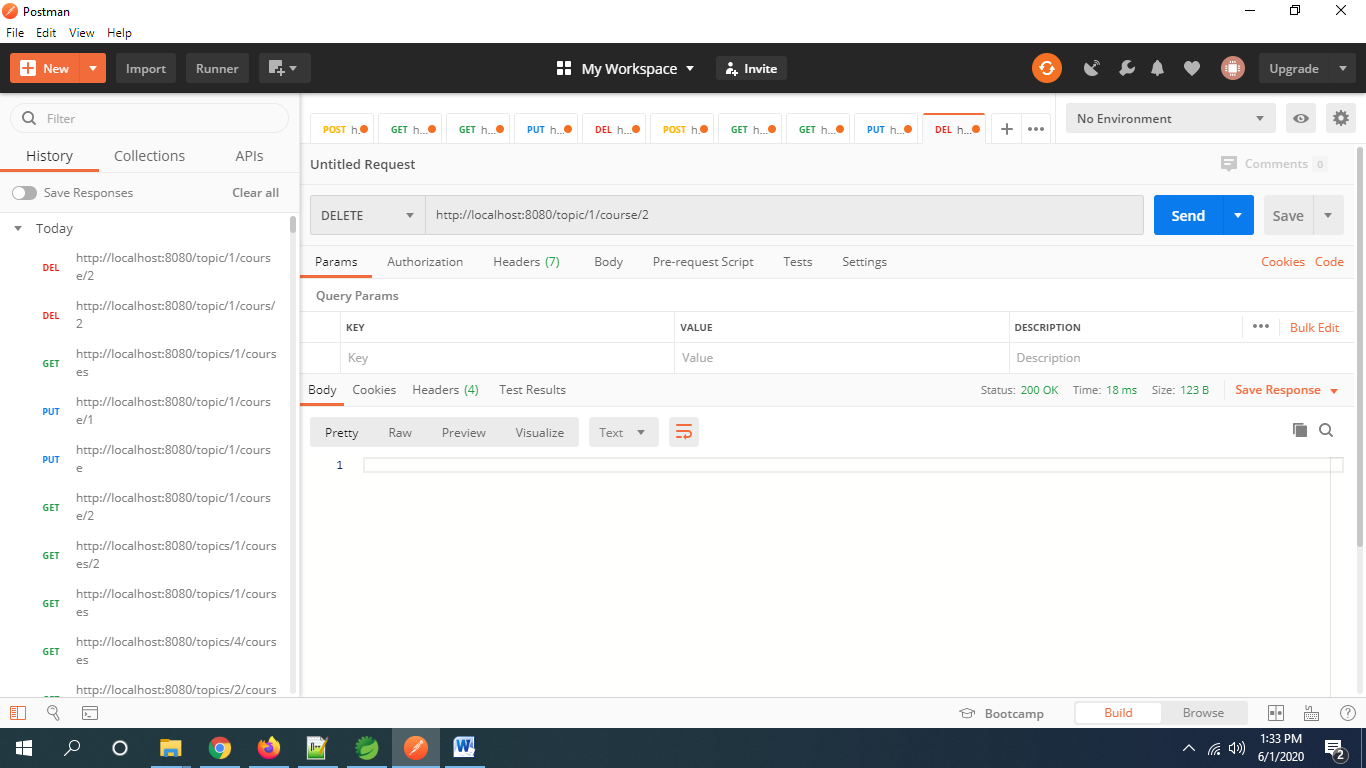 Postman
File Edit View Help
New Import Runner My Workspace Invite Upgrade
Filter
History Collections APIs
Save Responses Clear all
Today
DEL http://localhost:8080/topic/1/cour
se/2
DEL http://localhost:8080/topic/1/cours/
2
GET http://localhost:8080/topics/1/cours
es
PUT http://localhost:8080/topic/1/cours
e/1
PUT http://localhost:8080/topic/1/cours
e
GET http://localhost:8080/topic/1/cour
se/2
GET http://localhost:8080/topics/1/cour
ses/2
GET http://localhost:8080/topics/1/cours
es
GET http://localhost:8080/topics/4/cours
es
http://localhost:8080/topics/2/cours
POST h... GET h... GET h... PUT h... DEL h... POST h... GET h... GET h... PUT h... DEL h... + •••
No Environment
Untitled Request Comments 0
DELETE http://localhost:8080/topic/1/course/2 Send Save
Params Authorization Headers (7) Body Pre-request Script Tests Settings Cookies Code
Query Params
KEY VALUE DESCRIPTION ••• Bulk Edit
Key Value Description
Body Cookies Headers (4) Test Results Status: 200 OK Time: 18 ms Size: 123 B Save Response
Pretty Raw Preview Visualize Text
1
Bootcamp Build Browse
1:33 PM
6/1/2020
2